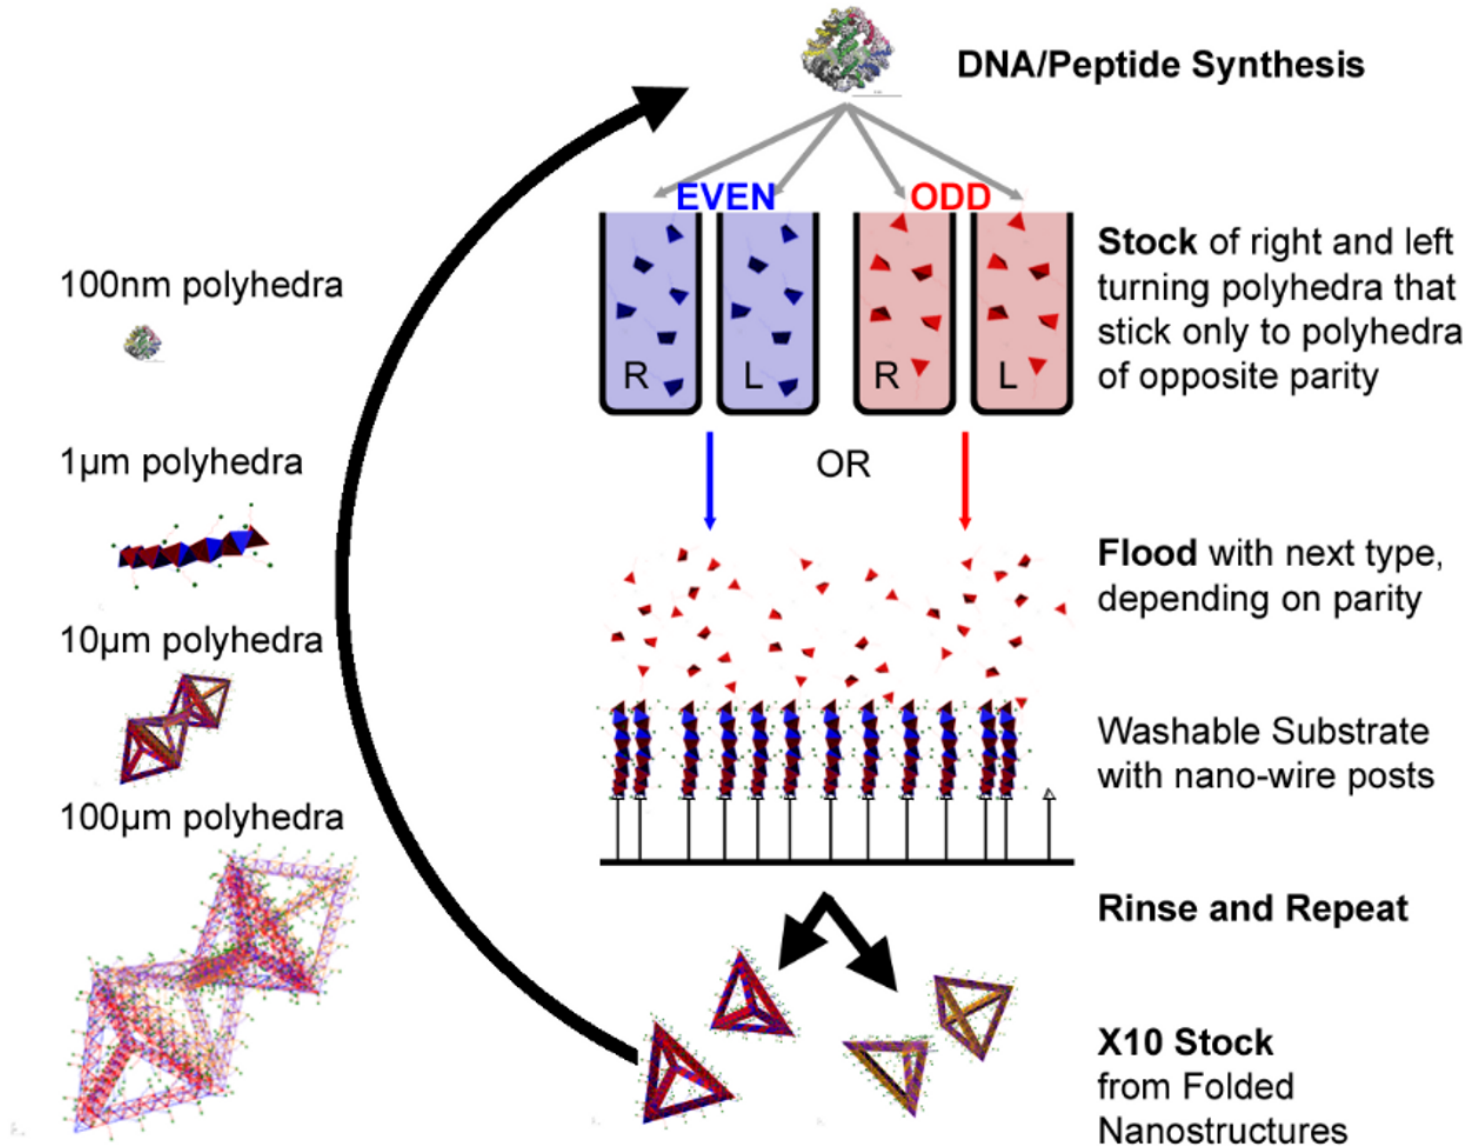 DNA/Peptide Synthesis
EVEN
ODD
R
L
R
L
Stock of right and left
turning polyhedra that
stick only to polyhedra
of opposite parity
100nm polyhedra
OR
1µm polyhedra
Flood with next type,
depending on parity
10µm polyhedra
Washable Substrate
with nano-wire posts
100µm polyhedra
Rinse and Repeat
X10 Stock
from Folded
Nanostructures